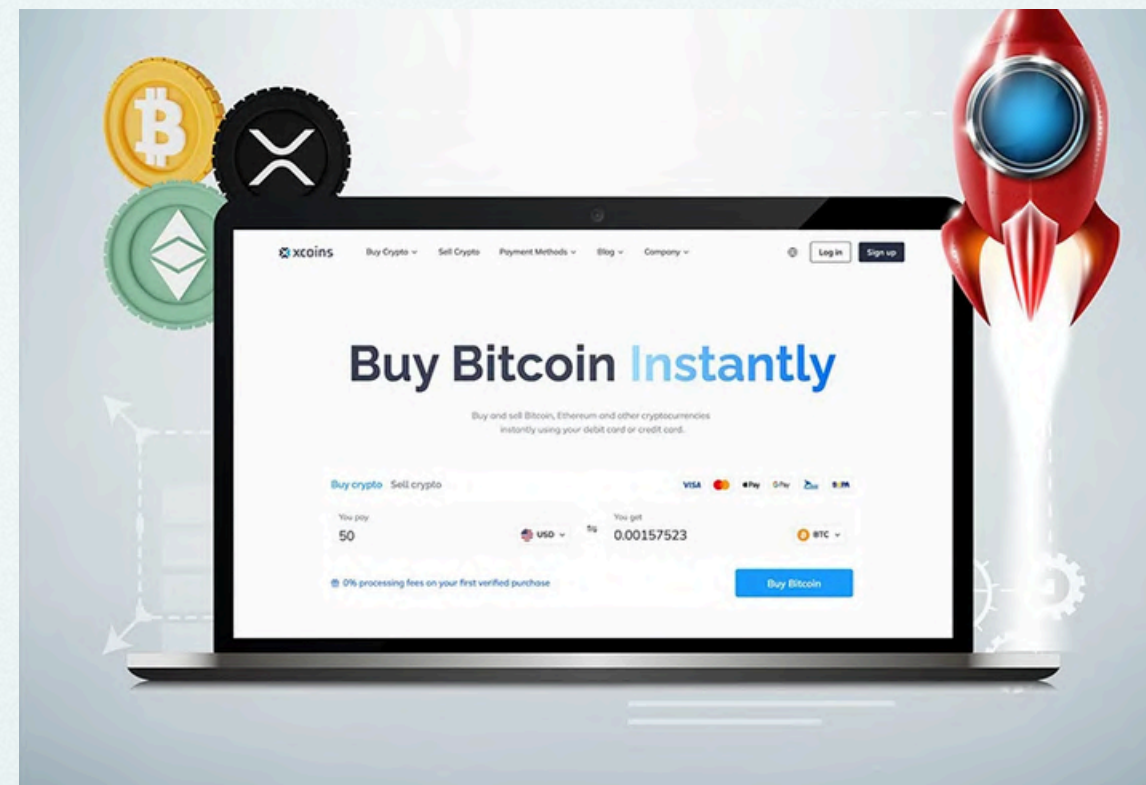 xcoins
Buy Crypto
Sell Crypto
Payment Methods
Blog
Company
Log in
Sign up
Buy Bitcoin Instantly
Buy and sell Bitcoin, Ethereum and other cryptocurrencies
instantly using your debit card or credit card.
Buy crypto Sell crypto
VISA Pay Pay
You pay
50
USD
You get
0.00157523
BTC
0% processing fees on your first verified purchase
Buy Bitcoin